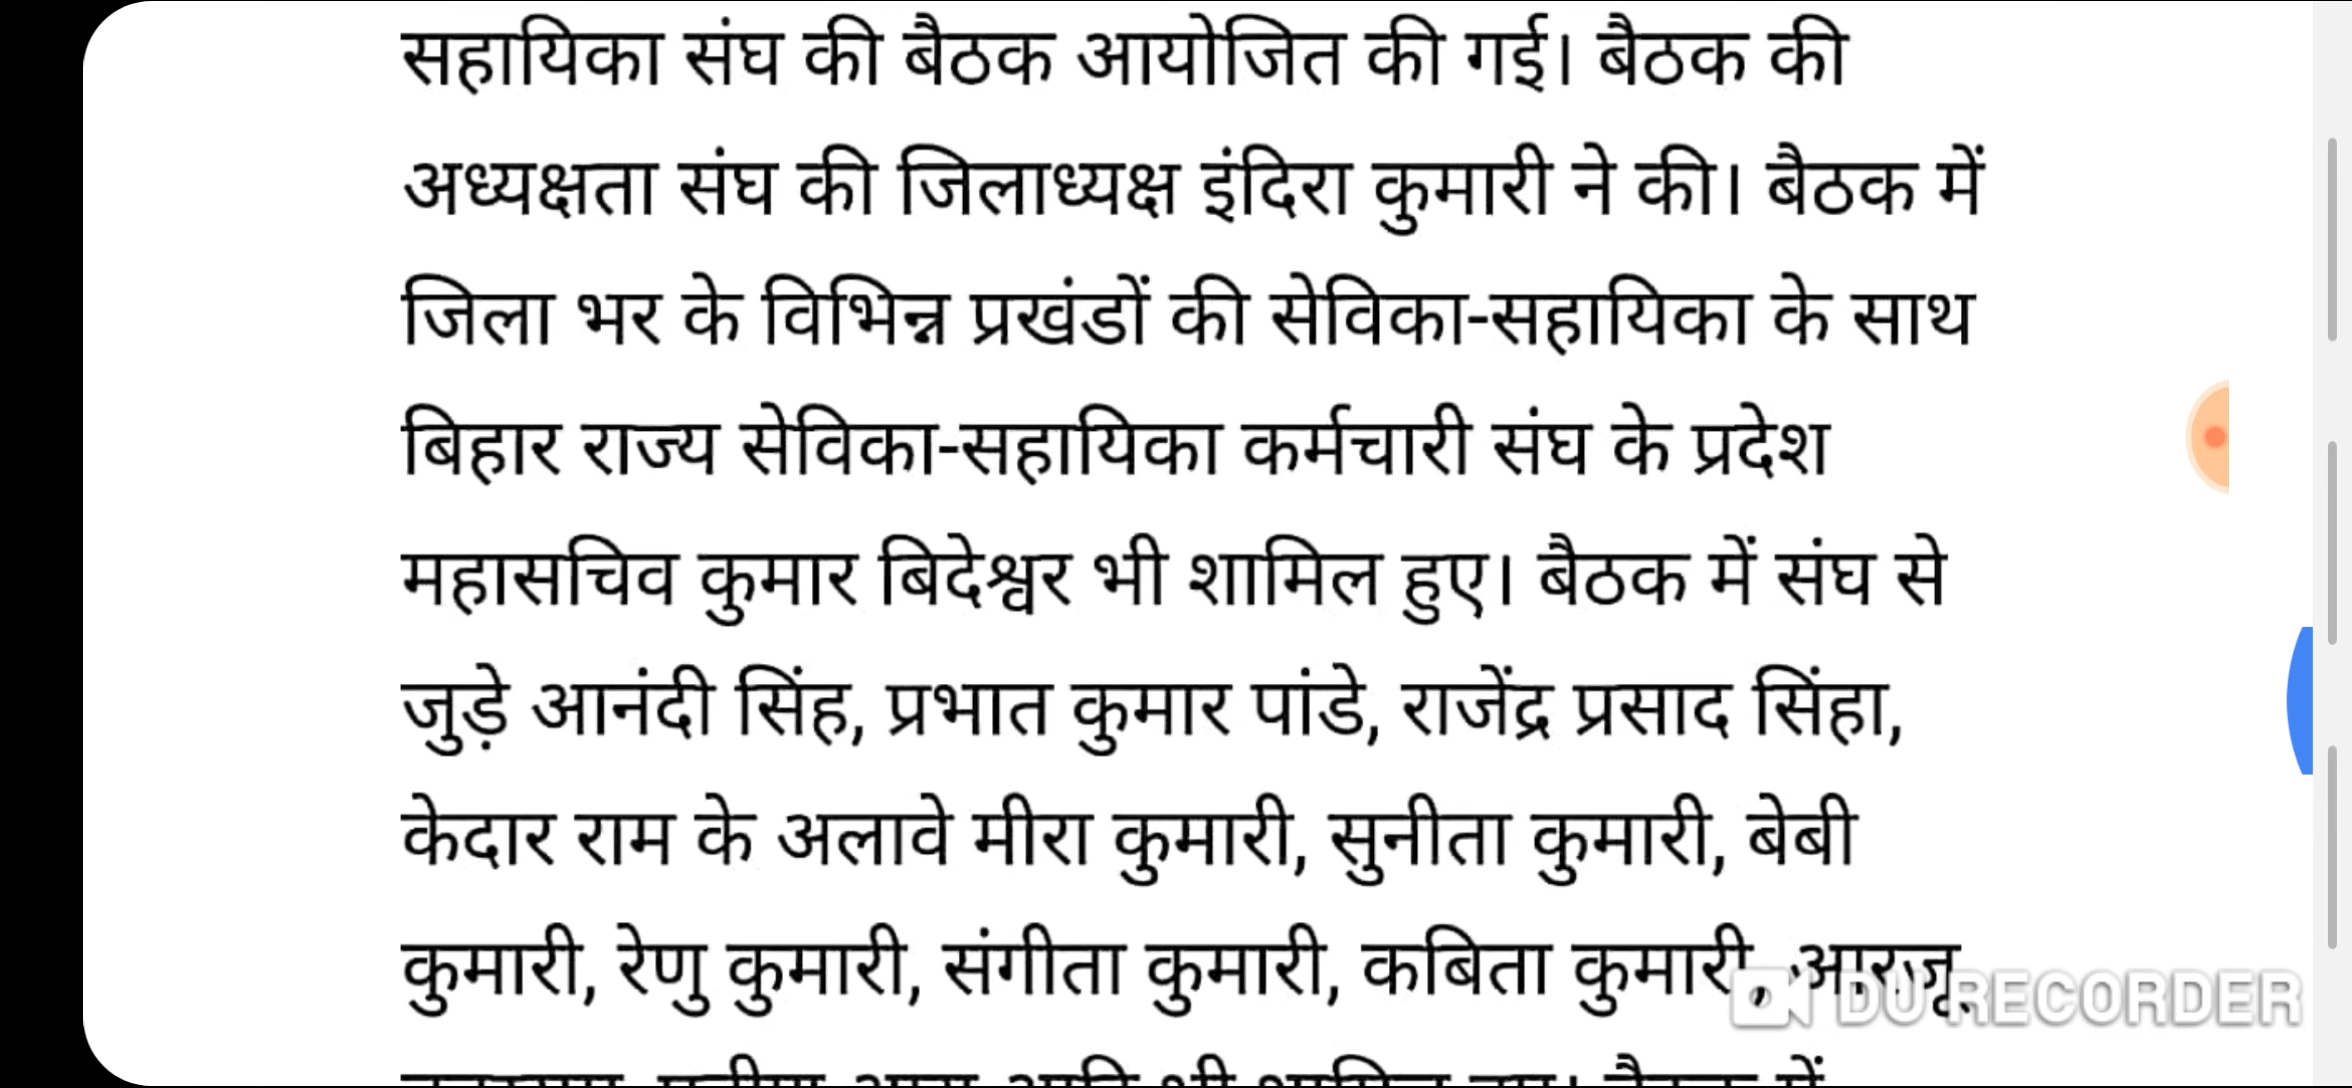 सहायिका संघ की बैठक आयोजित की गई। बैठक की
अध्यक्षता संघ की जिलाध्यक्ष इंदिरा कुमारी ने की। बैठक में
जिला भर के विभिन्न प्रखंडों की सेविका-सहायिका के साथ
बिहार राज्य सेविका-सहायिका कर्मचारी संघ के प्रदेश
महासचिव कुमार बिदेश्वर भी शामिल हुए। बैठक में संघ से
जुड़े आनंदी सिंह, प्रभात कुमार पांडे, राजेंद्र प्रसाद सिंहा,
केदार राम के अलावे मीरा कुमारी, सुनीता कुमारी, बेबी
कुमारी, रेणु कुमारी, संगीता कुमारी, कबिता कुमारी, आरजू
DU RECORDER